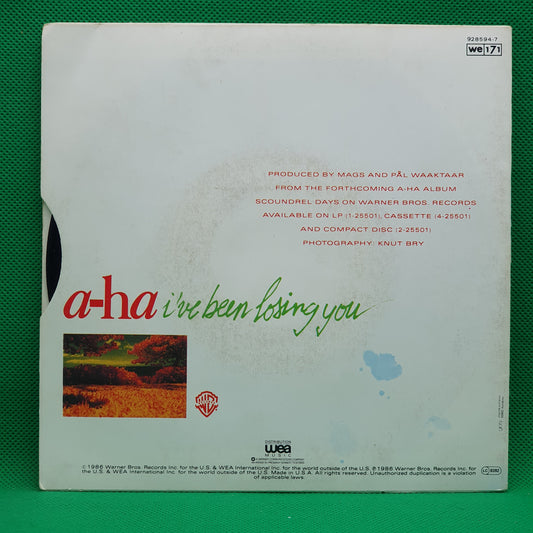 928594-7
we 171
PRODUCED BY MAGS AND PÅL WAAKTAAR
FROM THE FORTHCOMING A-HA ALBUM
SCOUNDREL DAYS ON WARNER BROS. RECORDS
AVAILABLE ON LP (1-25501), CASSETTE (4-25501)
AND COMPACT DISC (2-25501)
PHOTOGRAPHY: KNUT BRY
a-ha i've been losing you
DISTRIBUTION
wea
MUSIC
℗ 1986 Warner Bros. Records Inc. for the U.S. & WEA International Inc. for the world outside of the U.S. ℗ 1986 Warner Bros. Records Inc. for
the U.S. & WEA International Inc. for the world outside of the U.S. Made in U.S.A. All rights reserved. Unauthorized duplication is a violation
of applicable laws.
LC 0392